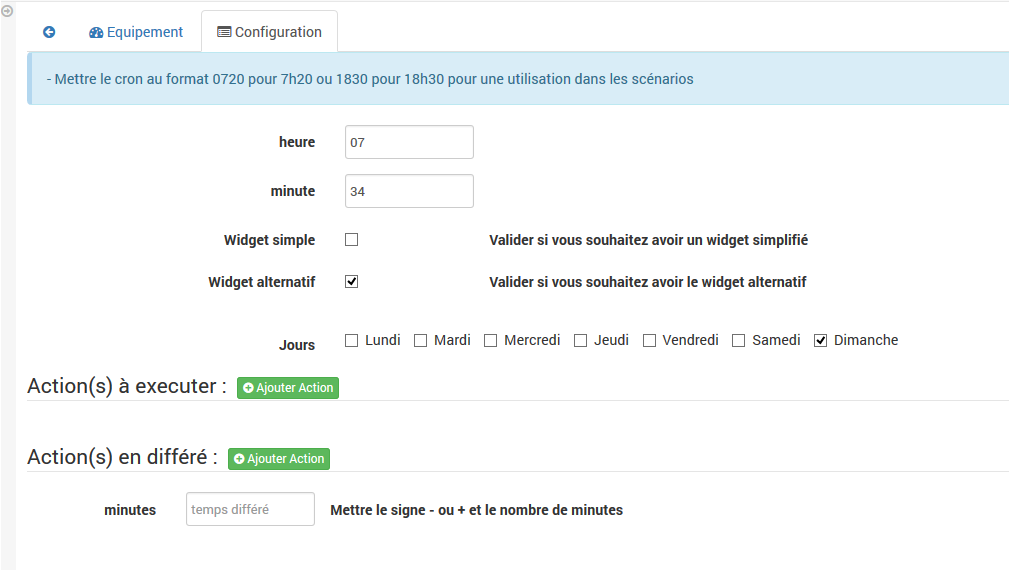 Equipement Configuration
- Mettre le cron au format 0720 pour 7h20 ou 1830 pour 18h30 pour une utilisation dans les scénarios
heure 07
minute 34
Widget simple Valider si vous souhaitez avoir un widget simplifié
Widget alternatif Valider si vous souhaitez avoir le widget alternatif
Jours Lundi Mardi Mercredi Jeudi Vendredi Samedi Dimanche
Action(s) à executer : Ajouter Action
Action(s) en différé : Ajouter Action
minutes temps différé Mettre le signe - ou + et le nombre de minutes